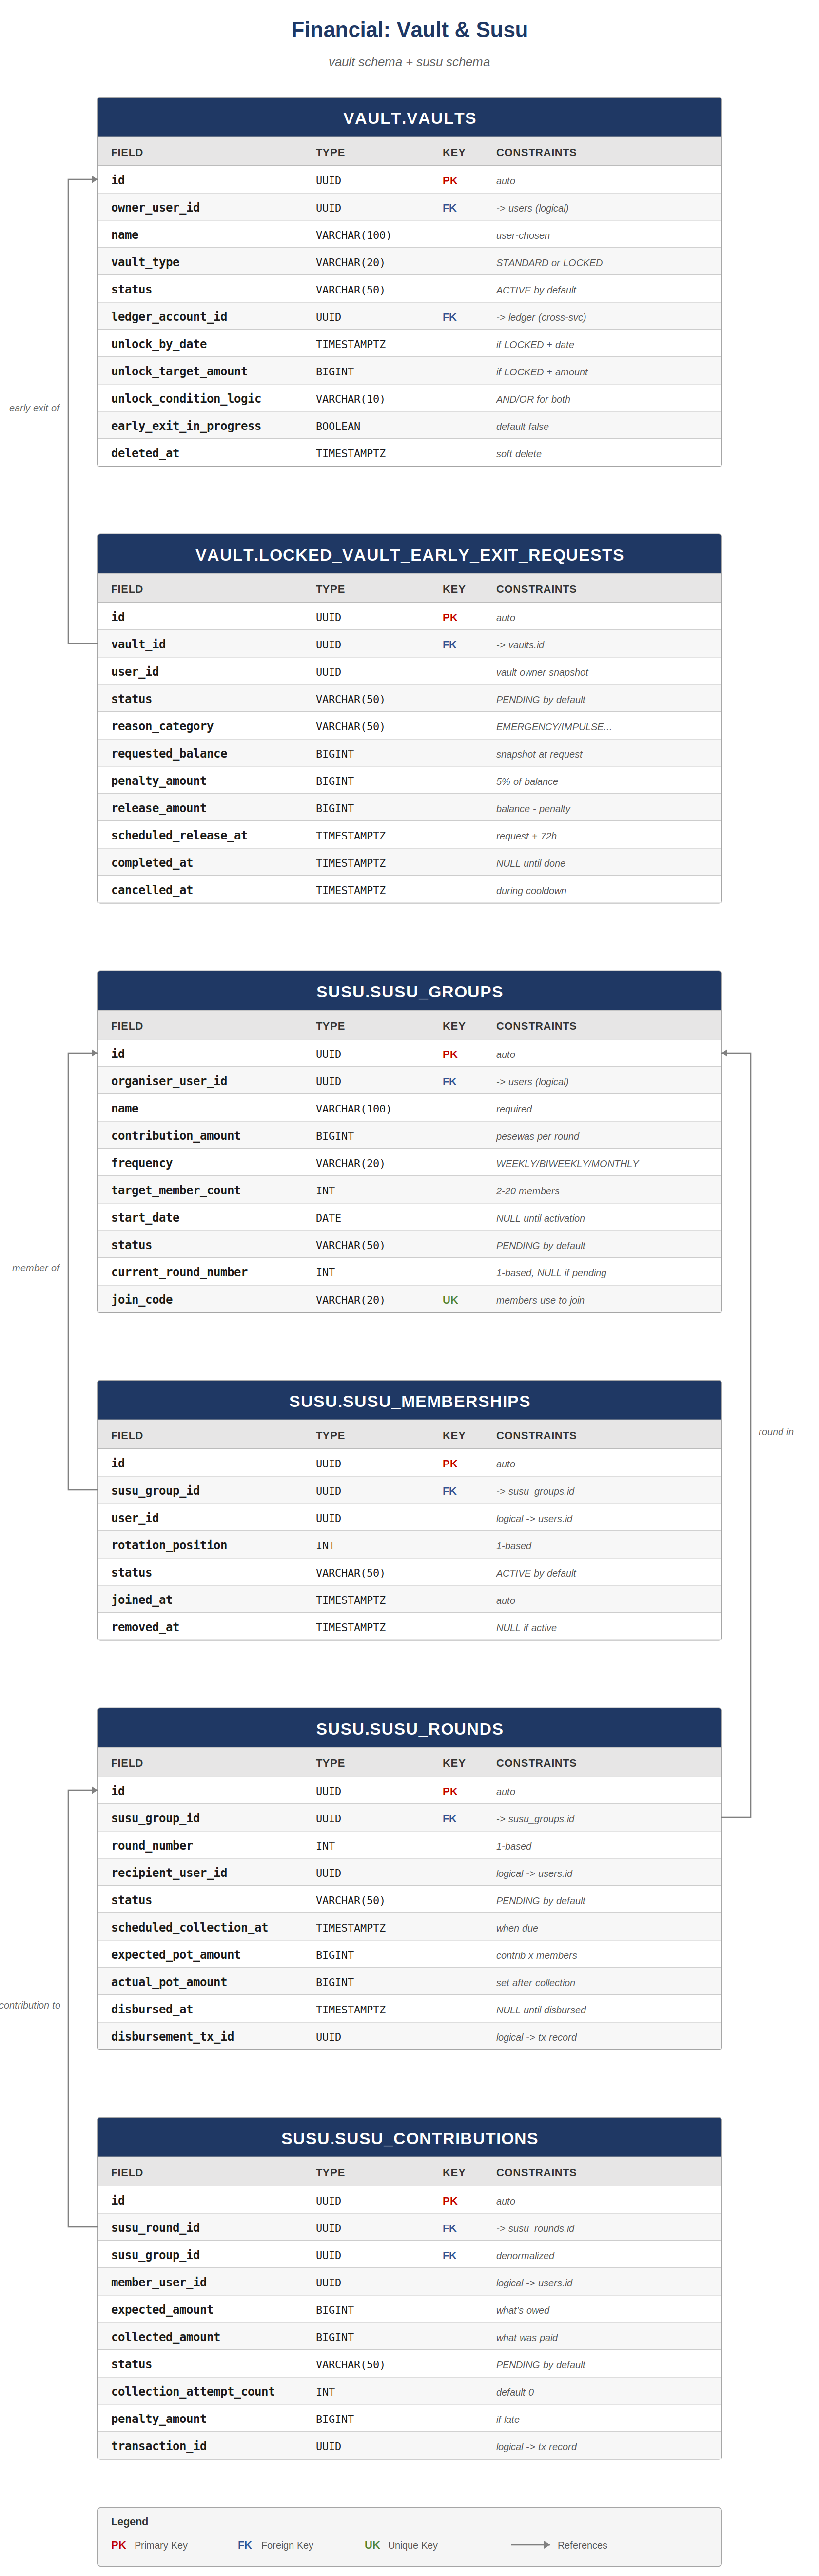 Financial: Vault & Susu
vault schema + susu schema
VAULT.VAULTS
FIELD TYPE KEY CONSTRAINTS
id UUID PK auto
owner_user_id UUID FK -> users (logical)
name VARCHAR(100) user-chosen
vault_type VARCHAR(20) STANDARD or LOCKED
status VARCHAR(50) ACTIVE by default
ledger_account_id UUID FK -> ledger (cross-svc)
unlock_by_date TIMESTAMPTZ if LOCKED + date
unlock_target_amount BIGINT if LOCKED + amount
unlock_condition_logic VARCHAR(10) AND/OR for both
early exit of
early_exit_in_progress BOOLEAN default false
deleted_at TIMESTAMPTZ soft delete
VAULT.LOCKED_VAULT_EARLY_EXIT_REQUESTS
FIELD TYPE KEY CONSTRAINTS
id UUID PK auto
vault_id UUID FK -> vaults.id
user_id UUID vault owner snapshot
status VARCHAR(50) PENDING by default
reason_category VARCHAR(50) EMERGENCY/IMPULSE...
requested_balance BIGINT snapshot at request
penalty_amount BIGINT 5% of balance
release_amount BIGINT balance - penalty
scheduled_release_at TIMESTAMPTZ request + 72h
completed_at TIMESTAMPTZ NULL until done
cancelled_at TIMESTAMPTZ during cooldown
SUSU.SUSU_GROUPS
FIELD TYPE KEY CONSTRAINTS
id UUID PK auto
organiser_user_id UUID FK -> users (logical)
name VARCHAR(100) required
contribution_amount BIGINT pesewas per round
frequency VARCHAR(20) WEEKLY/BIWEEKLY/MONTHLY
target_member_count INT 2-20 members
start_date DATE NULL until activation
status VARCHAR(50) PENDING by default
member of
current_round_number INT 1-based, NULL if pending
join_code VARCHAR(20) UK members use to join
SUSU.SUSU_MEMBERSHIPS
FIELD TYPE KEY CONSTRAINTS
round in
id UUID PK auto
susu_group_id UUID FK -> susu_groups.id
user_id UUID logical -> users.id
rotation_position INT 1-based
status VARCHAR(50) ACTIVE by default
joined_at TIMESTAMPTZ auto
removed_at TIMESTAMPTZ NULL if active
SUSU.SUSU_ROUNDS
FIELD TYPE KEY CONSTRAINTS
id UUID PK auto
susu_group_id UUID FK -> susu_groups.id
round_number INT 1-based
recipient_user_id UUID logical -> users.id
status VARCHAR(50) PENDING by default
scheduled_collection_at TIMESTAMPTZ when due
expected_pot_amount BIGINT contrib x members
actual_pot_amount BIGINT set after collection
contribution to
disbursed_at TIMESTAMPTZ NULL until disbursed
disbursement_tx_id UUID logical -> tx record
SUSU.SUSU_CONTRIBUTIONS
FIELD TYPE KEY CONSTRAINTS
id UUID PK auto
susu_round_id UUID FK -> susu_rounds.id
susu_group_id UUID FK denormalized
member_user_id UUID logical -> users.id
expected_amount BIGINT what's owed
collected_amount BIGINT what was paid
status VARCHAR(50) PENDING by default
collection_attempt_count INT default 0
penalty_amount BIGINT if late
transaction_id UUID logical -> tx record
Legend
PK Primary Key FK Foreign Key UK Unique Key References